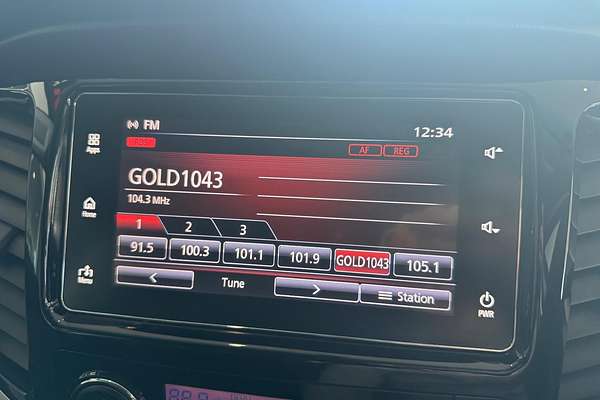 FM
12:34
RDS
AF REG
Apps
GOLD1043
104.3 MHz
Home
1 2 3
91.5 100.3 101.1 101.9 GOLD1043 105.1
Menu
< Tune > Station
PWR